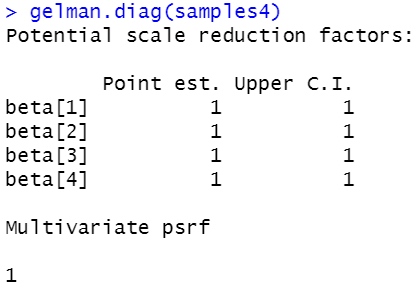 > gelman.diag(samples4)
Potential scale reduction factors:
Point est. Upper C.I.
beta[1] 1 1
beta[2] 1 1
beta[3] 1 1
beta[4] 1 1
Multivariate psrf
1